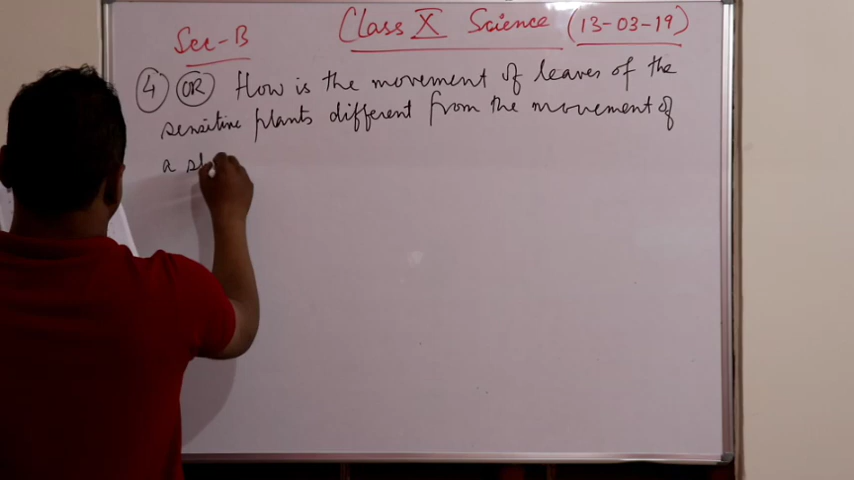 Class X Science (13-03-19)
Sec-B
4 OR How is the movement of leaves of the
sensitive plants different from the movement of
a